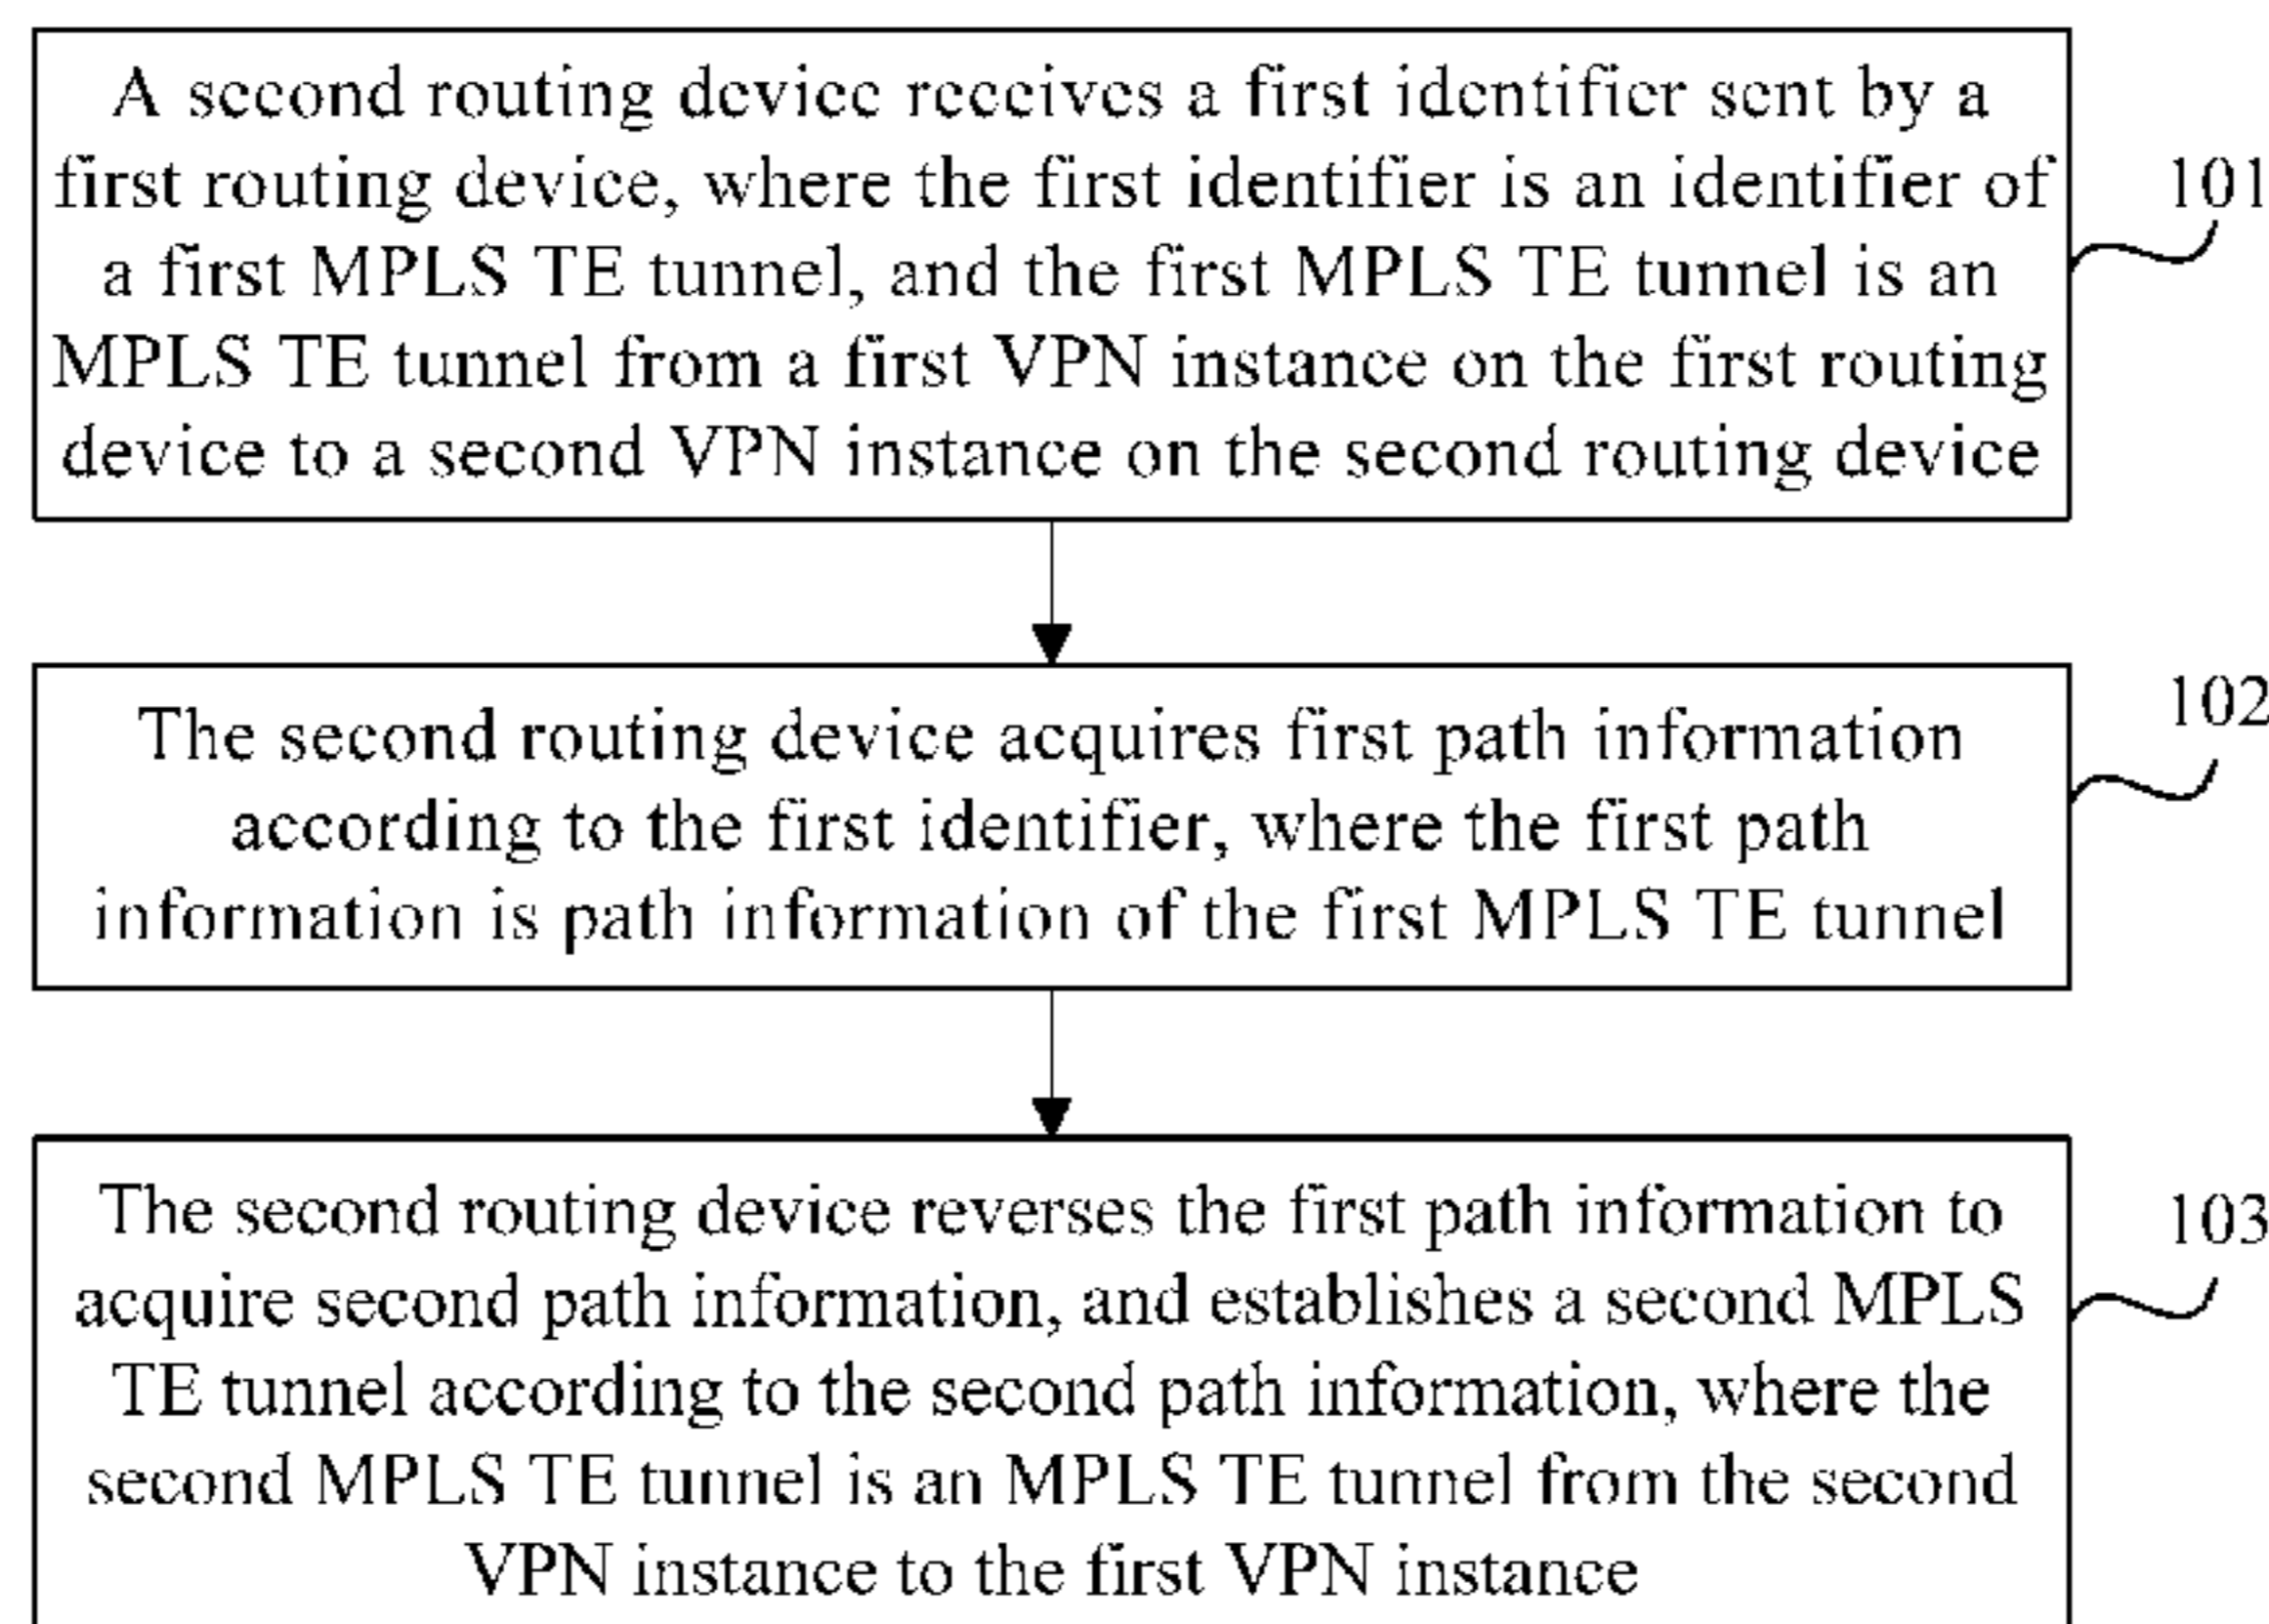 A second routing device receives a first identifier sent by a
first routing device, where the first identifier is an identifier of
a first MPLS TE tunnel, and the first MPLS TE tunnel is an
MPLS TE tunnel from a first VPN instance on the first routing
device to a second VPN instance on the second routing device
101
The second routing device acquires first path information
according to the first identifier, where the first path
information is path information of the first MPLS TE tunnel
102
The second routing device reverses the first path information to
acquire second path information, and establishes a second MPLS
TE tunnel according to the second path information, where the
second MPLS TE tunnel is an MPLS TE tunnel from the second
VPN instance to the first VPN instance
103